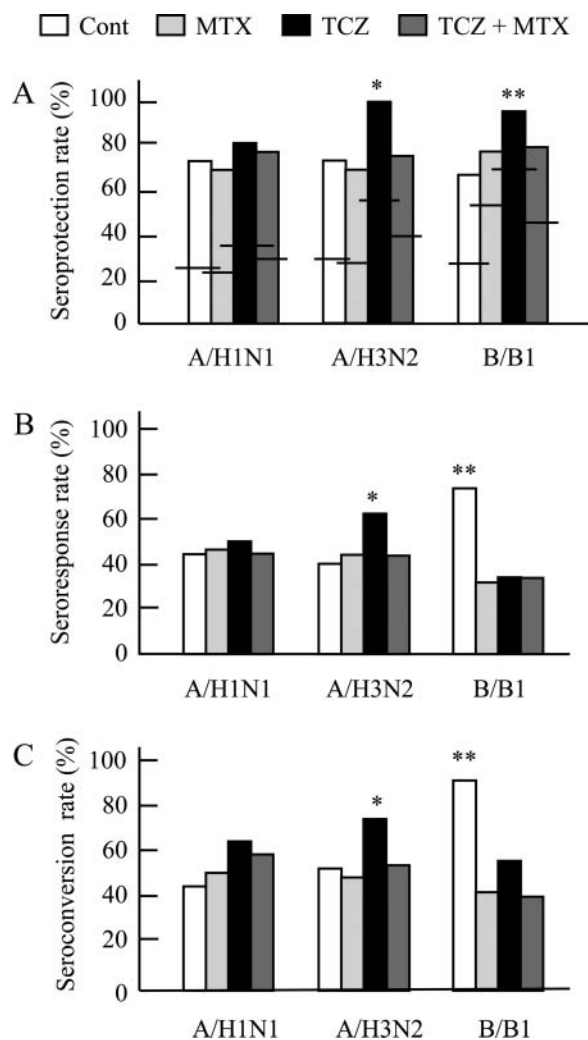 Cont MTX TCZ TCZ + MTX
A
Seroprotection rate (%)
100
80
60
40
20
0
*
**
A/H1N1 A/H3N2 B/B1
B
Seroresponse rate (%)
100
80
60
40
20
0
*
**
A/H1N1 A/H3N2 B/B1
C
Seroconversion rate (%)
100
80
60
40
20
0
*
**
A/H1N1 A/H3N2 B/B1